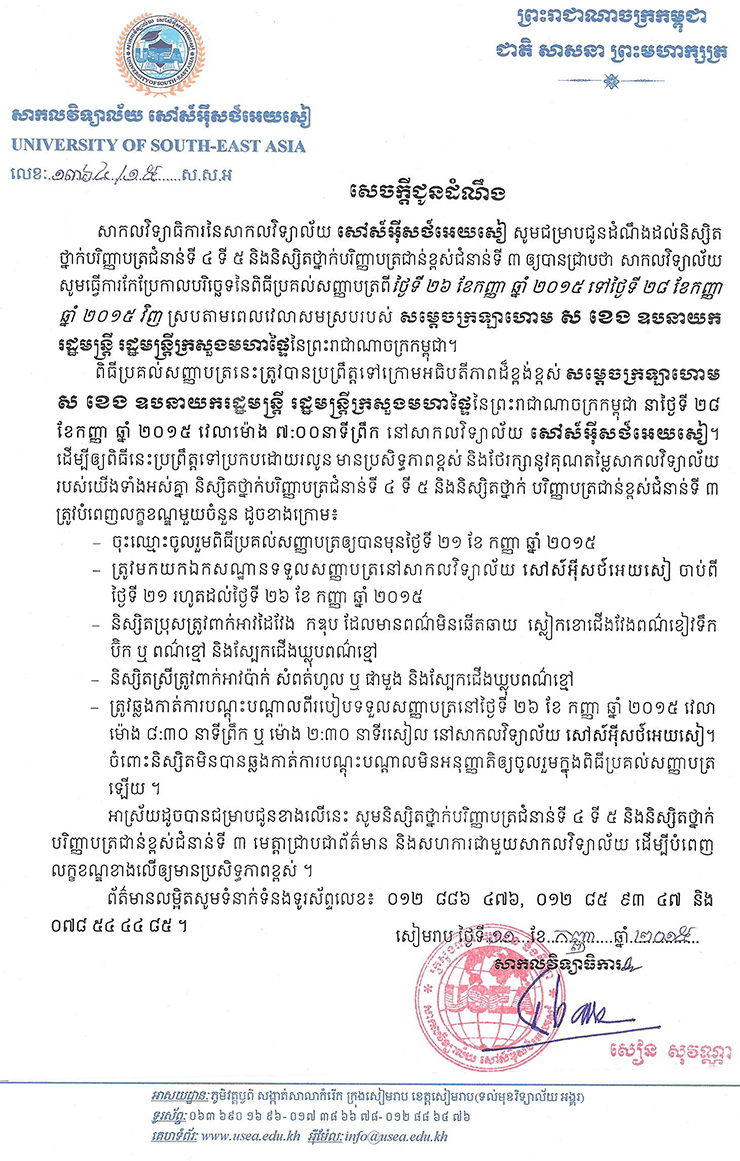 ព្រះរាជាណាចក្រកម្ពុជា
ជាតិ សាសនា ព្រះមហាក្សត្រ
USEA
UNIVERSITY OF SOUTH-EAST ASIA
សាកលវិទ្យាល័យ សៅស៍អ៊ីសថ៍អេយសៀ
UNIVERSITY OF SOUTH-EAST ASIA
លេខៈ១៣៦៤/១៥......ស.ស.អ
សេចក្តីជូនដំណឹង
សាកលវិទ្យាធិការនៃសាកលវិទ្យាល័យ សៅស៍អ៊ីសថ៍អេយសៀ សូមជម្រាបជូនដំណឹងដល់និស្សិត
ថ្នាក់បរិញ្ញាបត្រជំនាន់ទី ៤ ទី ៥ និងនិស្សិតថ្នាក់បរិញ្ញាបត្រជាន់ខ្ពស់ជំនាន់ទី ៣ ឲ្យបានជ្រាបថា សាកលវិទ្យាល័យ
សូមធ្វើការកែប្រែកាលបរិច្ឆេទនៃពិធីប្រគល់សញ្ញាបត្រពីថ្ងៃទី ២៦ ខែកញ្ញា ឆ្នាំ ២០១៥ ទៅថ្ងៃទី ២៨ ខែកញ្ញា
ឆ្នាំ ២០១៥ វិញ ស្របតាមពេលវេលាសមស្របរបស់ សម្តេចក្រឡាហោម ស ខេង ឧបនាយក
រដ្ឋមន្ត្រី រដ្ឋមន្ត្រីក្រសួងមហាផ្ទៃនៃព្រះរាជាណាចក្រកម្ពុជា។
ពិធីប្រគល់សញ្ញាបត្រនេះត្រូវបានប្រព្រឹត្តទៅក្រោមអធិបតីភាពដ៏ខ្ពង់ខ្ពស់ សម្តេចក្រឡាហោម
ស ខេង ឧបនាយករដ្ឋមន្ត្រី រដ្ឋមន្ត្រីក្រសួងមហាផ្ទៃនៃព្រះរាជាណាចក្រកម្ពុជា នាថ្ងៃទី ២៨
ខែកញ្ញា ឆ្នាំ ២០១៥ វេលាម៉ោង ៧:០០នាទីព្រឹក នៅសាកលវិទ្យាល័យ សៅស៍អ៊ីសថ៍អេយសៀ។
ដើម្បីឲ្យពិធីនេះប្រព្រឹត្តទៅប្រកបដោយរលូន មានប្រសិទ្ធភាពខ្ពស់ និងថែរក្សានូវគុណតម្លៃសាកលវិទ្យាល័យ
របស់យើងទាំងអស់គ្នា និស្សិតថ្នាក់បរិញ្ញាបត្រជំនាន់ទី ៤ ទី ៥ និងនិស្សិតថ្នាក់ បរិញ្ញាបត្រជាន់ខ្ពស់ជំនាន់ទី ៣
ត្រូវបំពេញលក្ខខណ្ឌមួយចំនួន ដូចខាងក្រោម៖
– ចុះឈ្មោះចូលរួមពិធីប្រគល់សញ្ញាបត្រឲ្យបានមុនថ្ងៃទី ២១ ខែ កញ្ញា ឆ្នាំ ២០១៥
– ត្រូវមកយកឯកសណ្ឋានទទួលសញ្ញាបត្រនៅសាកលវិទ្យាល័យ សៅស៍អ៊ីសថ៍អេយសៀ ចាប់ពី
ថ្ងៃទី ២១ រហូតដល់ថ្ងៃទី ២៦ ខែ កញ្ញា ឆ្នាំ ២០១៥
– និស្សិតប្រុសត្រូវពាក់អាវដៃវែង កឌុប ដែលមានពណ៌មិនឆើតឆាយ ស្លៀកខោជើងវែងពណ៌ខៀវទឹក
ប៊ិក ឬ ពណ៌ខ្មៅ និងស្បែកជើងឃ្លុបពណ៌ខ្មៅ
– និស្សិតស្រីត្រូវពាក់អាវប៉ាក់ សំពត់ហូល ឬ ផាមួង និងស្បែកជើងឃ្លុបពណ៌ខ្មៅ
– ត្រូវឆ្លងកាត់ការបណ្តុះបណ្តាលពីរបៀបទទួលសញ្ញាបត្រនៅថ្ងៃទី ២៦ ខែ កញ្ញា ឆ្នាំ ២០១៥ វេលា
ម៉ោង ៨:៣០ នាទីព្រឹក ឬ ម៉ោង ២:៣០ នាទីរសៀល នៅសាកលវិទ្យាល័យ សៅស៍អ៊ីសថ៍អេយសៀ។
ចំពោះនិស្សិតមិនបានឆ្លងកាត់ការបណ្តុះបណ្តាលមិនអនុញ្ញាតិឲ្យចូលរួមក្នុងពិធីប្រគល់សញ្ញាបត្រ
ឡើយ ។
អាស្រ័យដូចបានជម្រាបជូនខាងលើនេះ សូមនិស្សិតថ្នាក់បរិញ្ញាបត្រជំនាន់ទី ៤ ទី ៥ និងនិស្សិតថ្នាក់
បរិញ្ញាបត្រជាន់ខ្ពស់ជំនាន់ទី ៣ មេត្តាជ្រាបជាព័ត៌មាន និងសហការជាមួយសាកលវិទ្យាល័យ ដើម្បីបំពេញ
លក្ខខណ្ឌខាងលើឲ្យមានប្រសិទ្ធភាពខ្ពស់ ។
ព័ត៌មានលម្អិតសូមទំនាក់ទំនងទូរស័ព្ទលេខ៖ ០១២ ៨៨៦ ៤៧៦, ០១២ ៨៥ ៩៣ ៤៧ និង
០៧៨ ៥៤ ៤៤ ៨៥ ។
សៀមរាប ថ្ងៃទី ១១...ខែ..កញ្ញា....ឆ្នាំ ២០១៥
សាកលវិទ្យាធិការ
USEA
សាកលវិទ្យាល័យ សៅស៍អ៊ីសថ៍អេយសៀ
សៀន សុវណ្ណា
អាសយដ្ឋានៈ ភូមិវត្តបូព៌ សង្កាត់សាលាកំរើក ក្រុងសៀមរាប ខេត្តសៀមរាប(ទល់មុខវិទ្យាល័យ អង្គរ)
ទូរស័ព្ទៈ ០៦៣ ៦៩០ ១៦ ៩៦- ០១៧ ៣៨ ៦៦ ៧៨- ០១២ ៨៨ ៦៤ ៧៦
គេហទំព័រៈ www.usea.edu.kh អ៊ីម៉ែលៈ info@usea.edu.kh